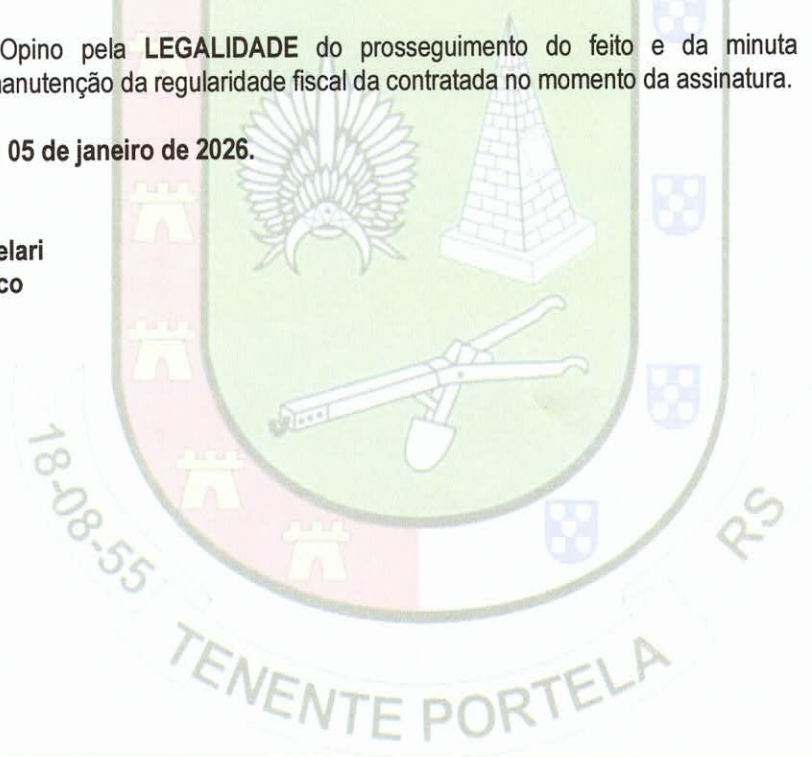 Opino pela LEGALIDADE do prosseguimento do feito e da minuta
anutenção da regularidade fiscal da contratada no momento da assinatura.
05 de janeiro de 2026.
elari
co
18-08-55
TENENTE PORTELA
RS